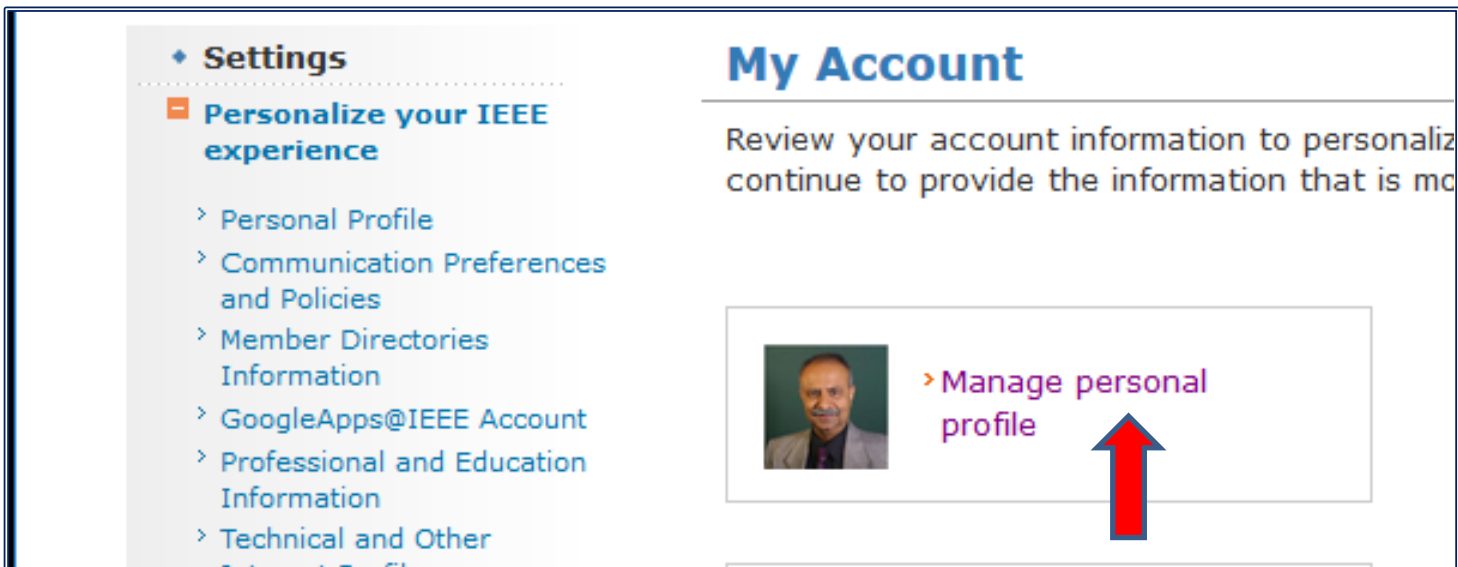 Settings
Personalize your IEEE
experience
Personal Profile
Communication Preferences
and Policies
Member Directories
Information
GoogleApps@IEEE Account
Professional and Education
Information
Technical and Other
My Account
Review your account information to personaliz
continue to provide the information that is mo
Manage personal
profile